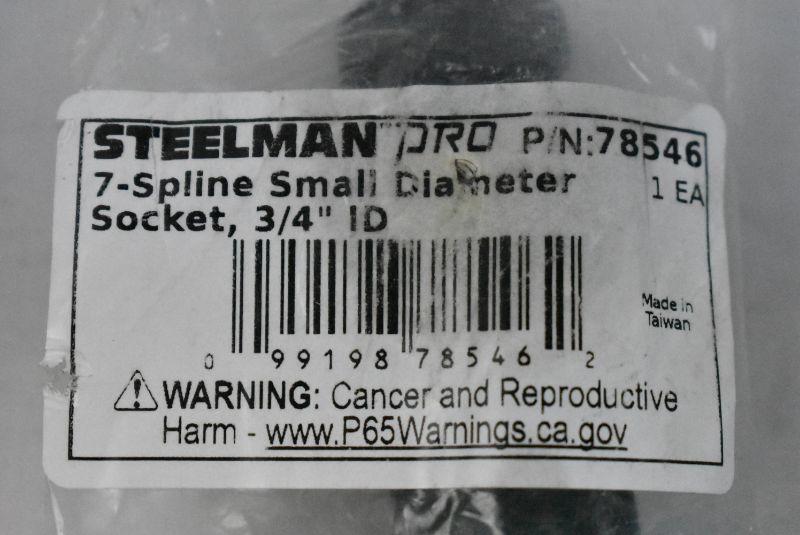 STEELMAN PRO P/N:78546
7-Spline Small Diameter 1 EA
Socket, 3/4" ID
Made in
Taiwan
0 99198 78546 2
WARNING: Cancer and Reproductive
Harm - www.P65Warnings.ca.gov